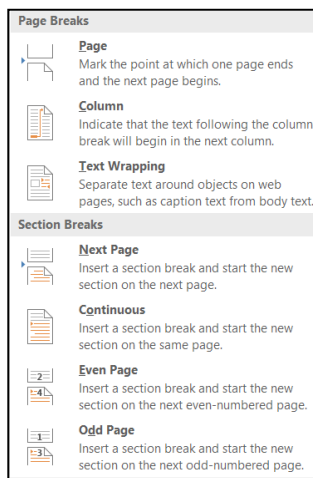 Page Breaks
Page
Mark the point at which one page ends
and the next page begins.
Column
Indicate that the text following the column
break will begin in the next column.
Text Wrapping
Separate text around objects on web
pages, such as caption text from body text.
Section Breaks
Next Page
Insert a section break and start the new
section on the next page.
Continuous
Insert a section break and start the new
section on the same page.
2
4
Even Page
Insert a section break and start the new
section on the next even-numbered page.
1
3
Odd Page
Insert a section break and start the new
section on the next odd-numbered page.